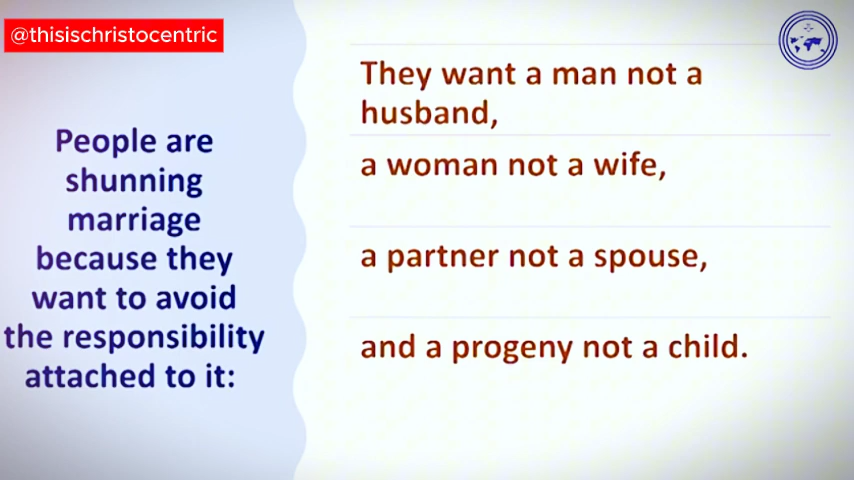 @thisischristocentric
People are
shunning
marriage
because they
want to avoid
the responsibility
attached to it:
They want a man not a
husband,
a woman not a wife,
a partner not a spouse,
and a progeny not a child.